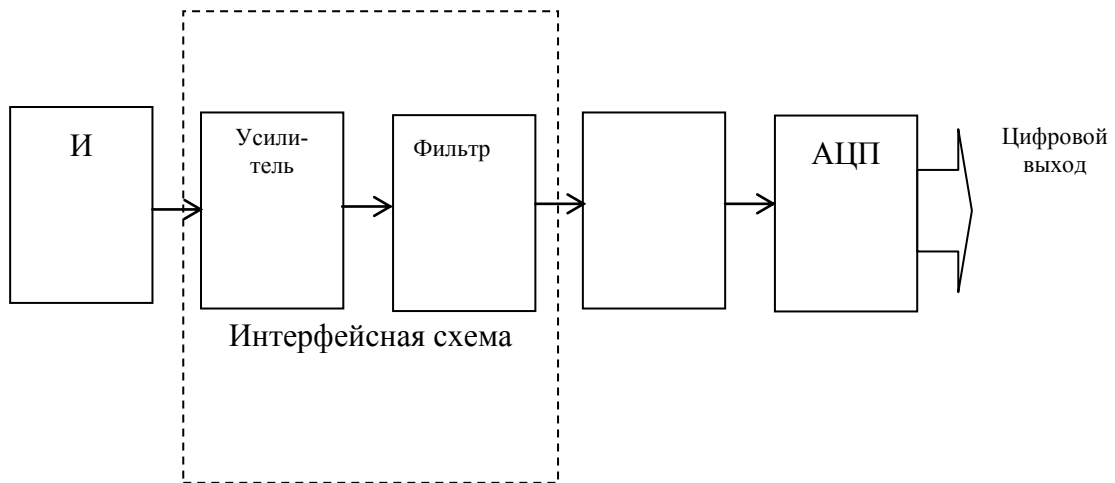 И
Усили-
тель
Фильтр
АЦП
Цифровой
выход
Интерфейсная схема